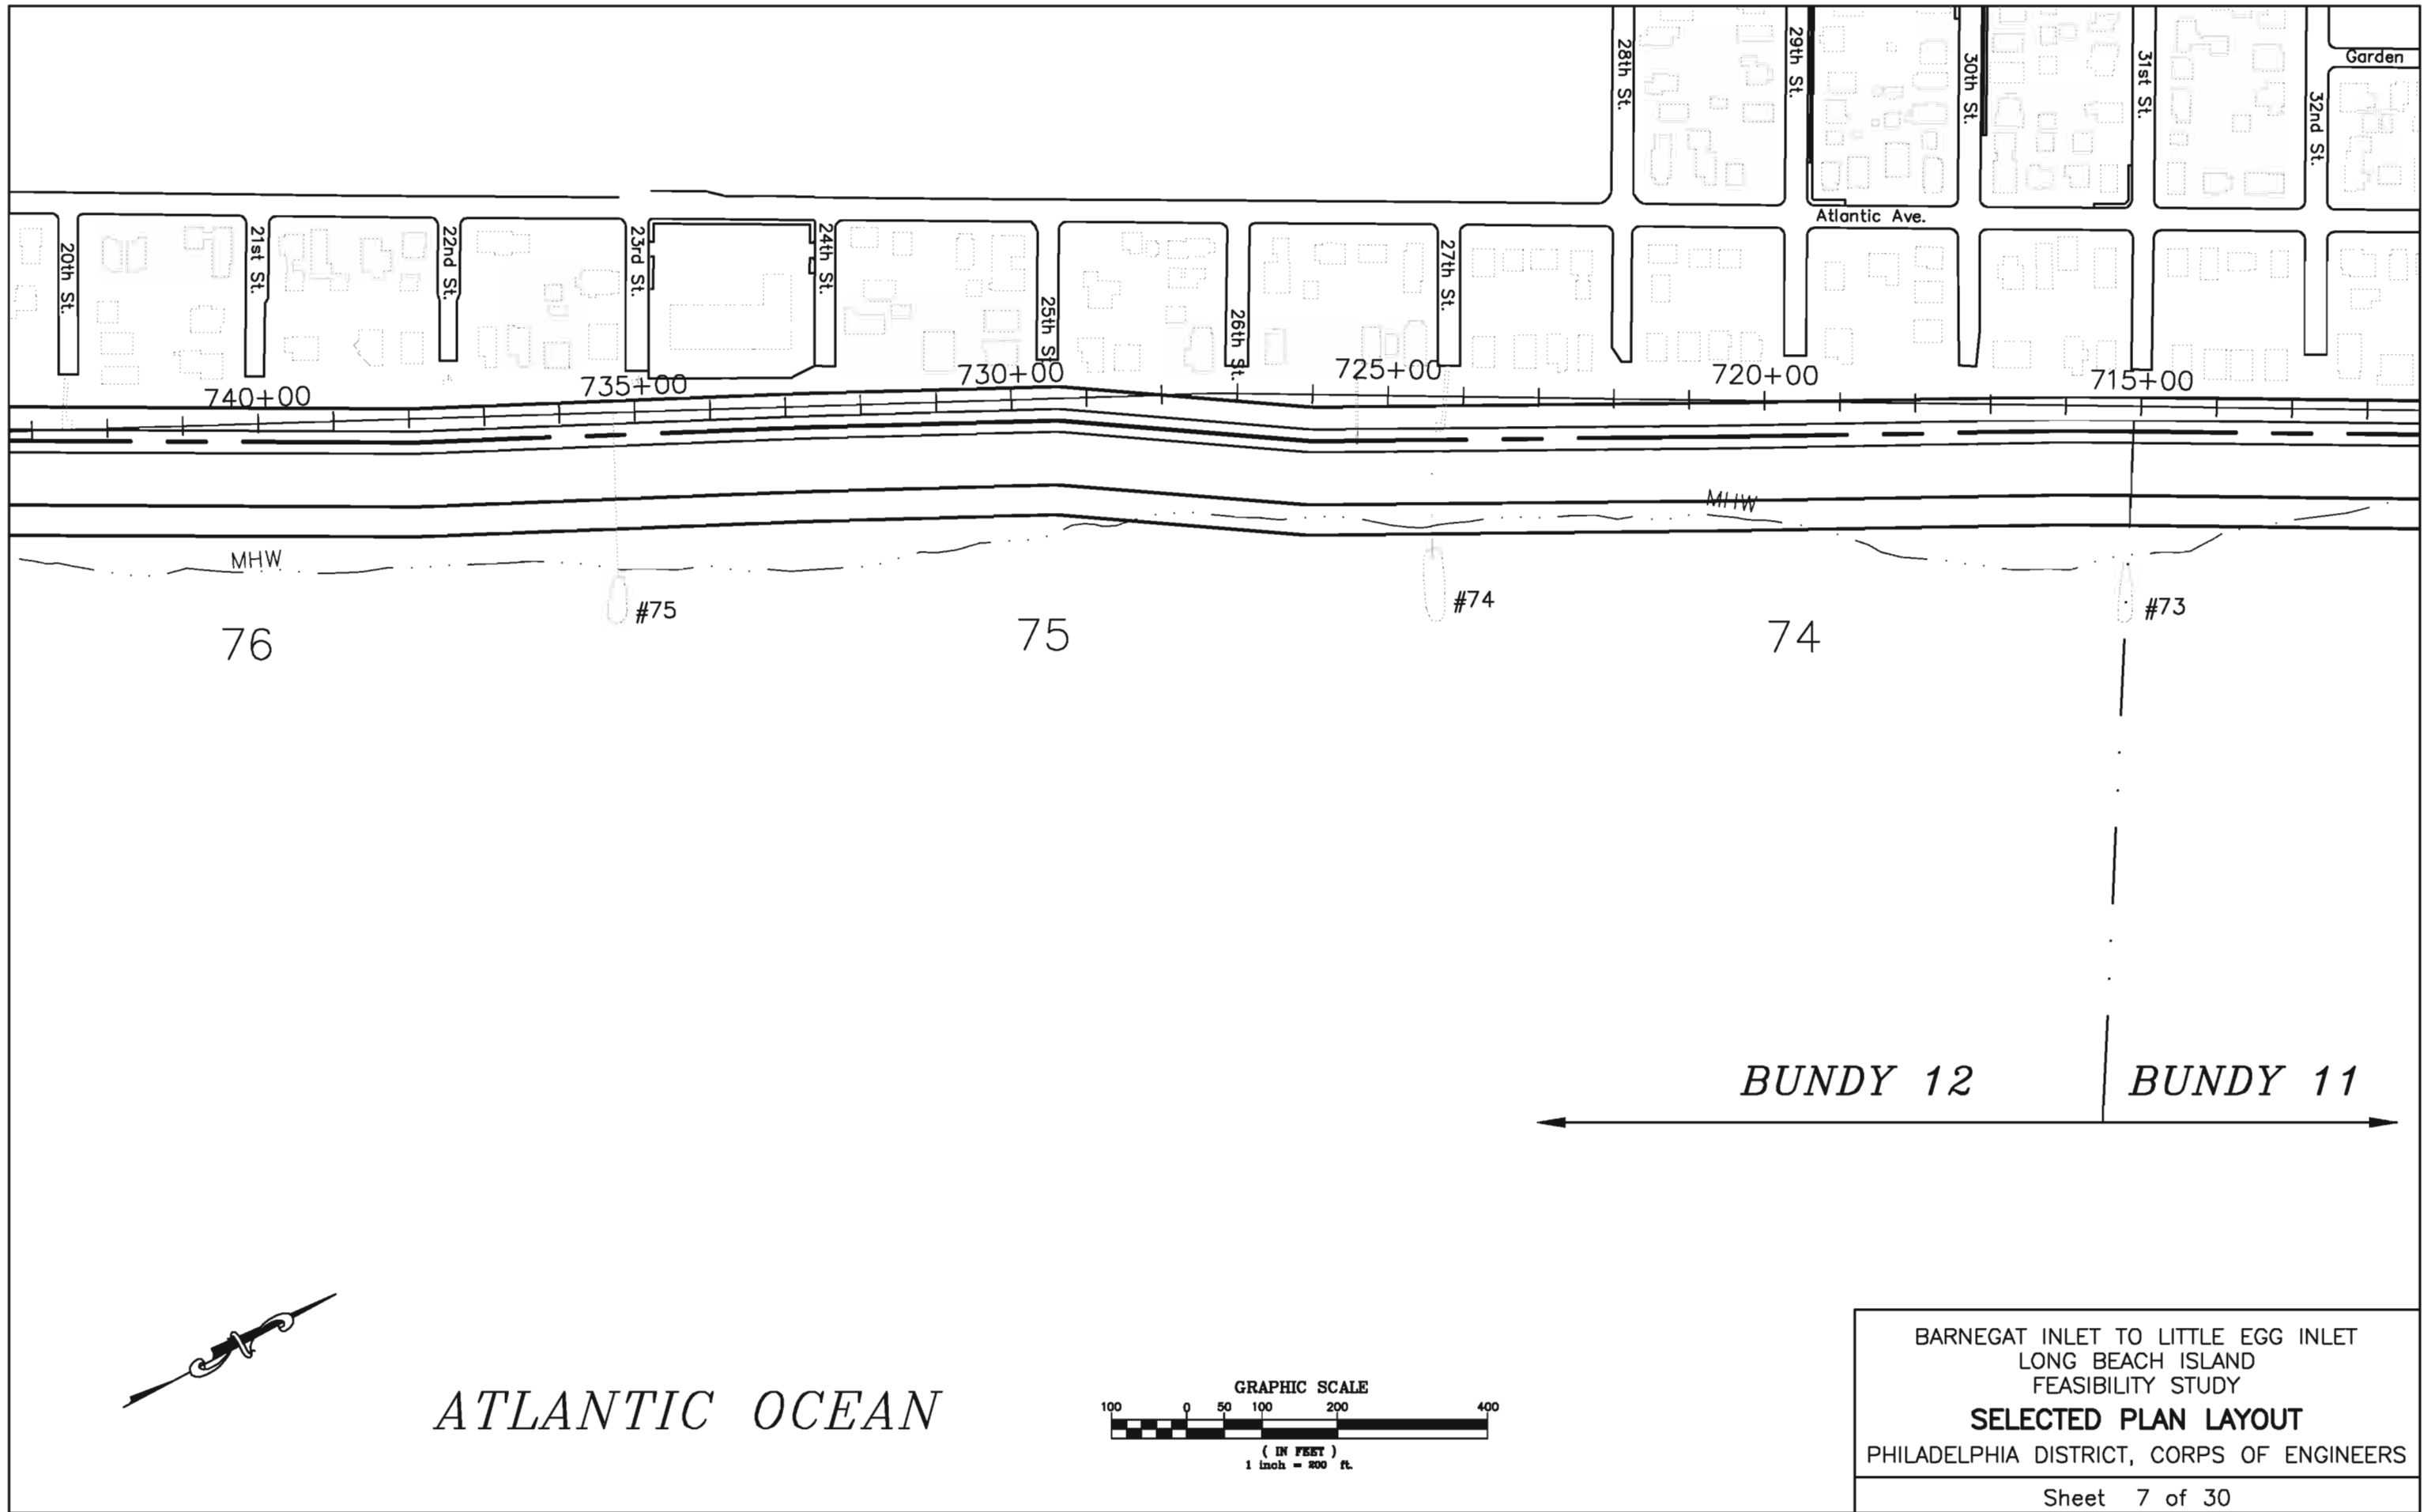 28th St.
29th St.
30th St.
31st St.
32nd St.
Garden
Atlantic Ave.
20th St.
21st St.
22nd St.
23rd St.
24th St.
25th St
26th St.
27th St.
740+00
735+00
730+00
725+00
720+00
715+00
MHW
MHW
#75
#74
#73
76
75
74
BUNDY 12
BUNDY 11
N
ATLANTIC OCEAN
GRAPHIC SCALE
100 0 50 100 200 400
( IN FEET )
1 inch = 200 ft.
BARNEGAT INLET TO LITTLE EGG INLET
LONG BEACH ISLAND
FEASIBILITY STUDY
SELECTED PLAN LAYOUT
PHILADELPHIA DISTRICT, CORPS OF ENGINEERS
Sheet 7 of 30